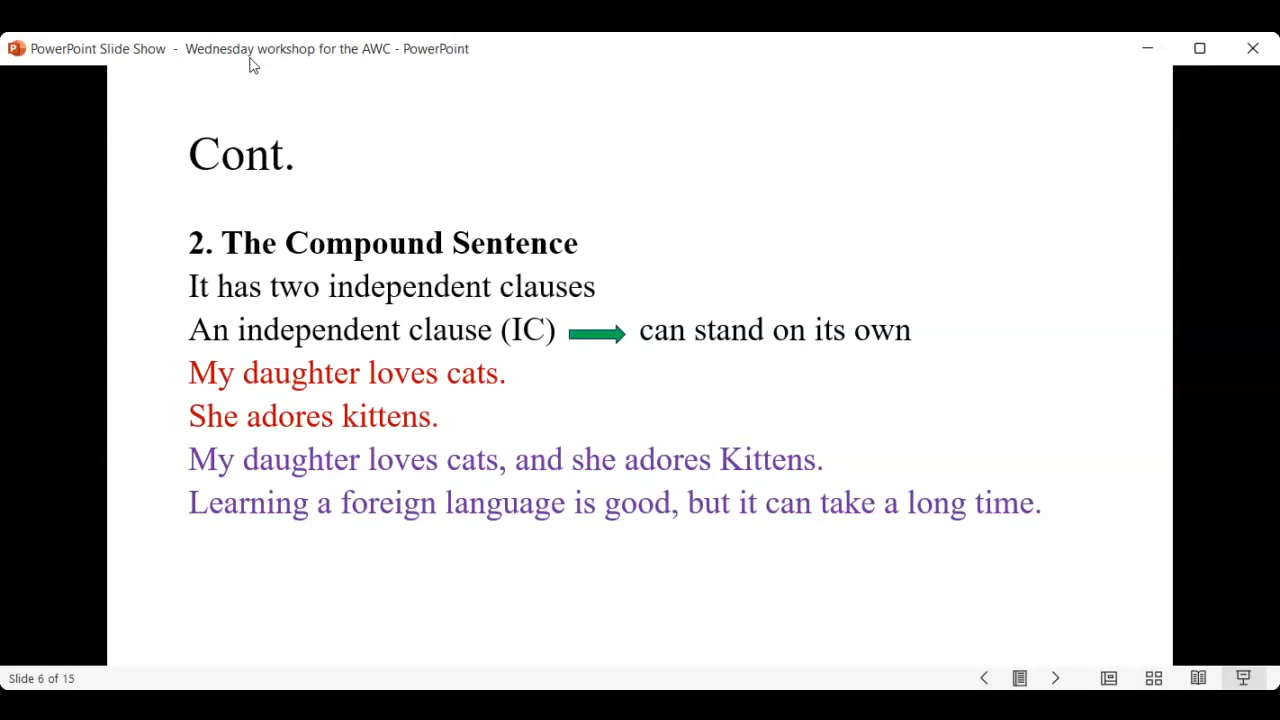 PowerPoint Slide Show - Wednesday workshop for the AWC - PowerPoint
Cont.
2. The Compound Sentence
It has two independent clauses
An independent clause (IC) can stand on its own
My daughter loves cats.
She adores kittens.
My daughter loves cats, and she adores Kittens.
Learning a foreign language is good, but it can take a long time.
Slide 6 of 15